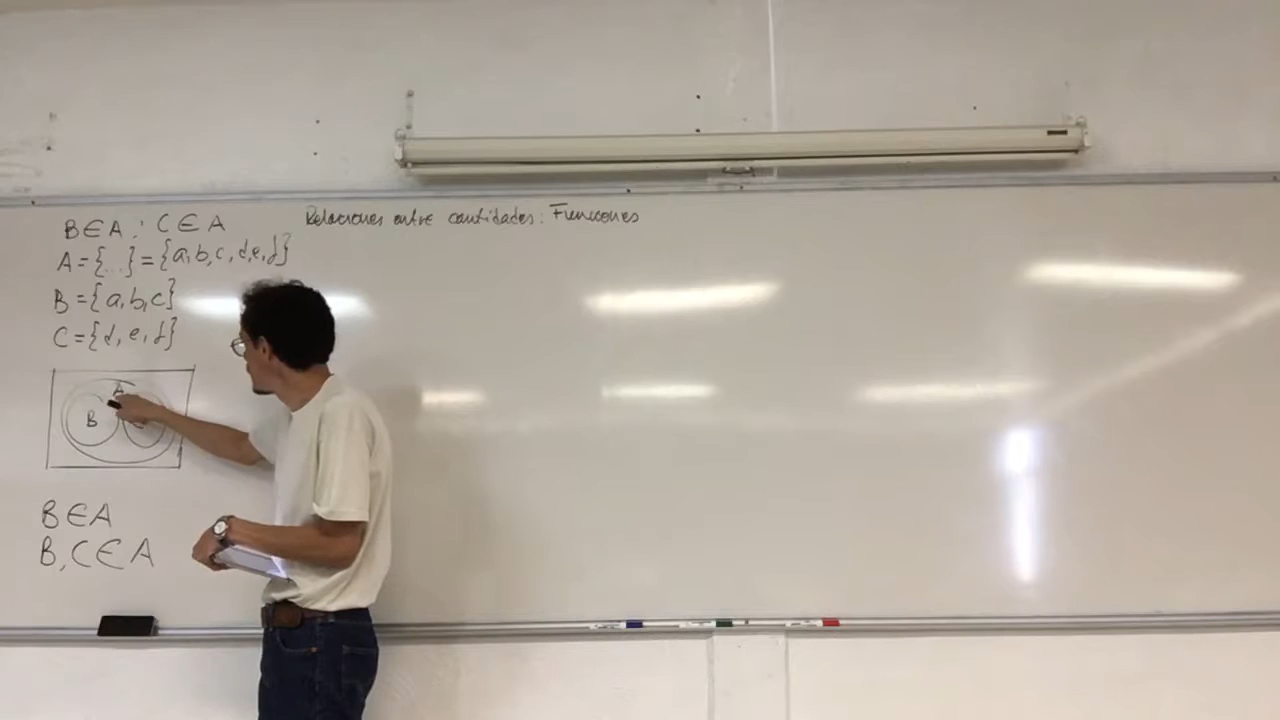 B∈A ; C∈A
Relaciones entre cantidades: Funciones
A={...}={a,b,c,d,e,f}
B={a,b,c}
C={d,e,f}
A
B
B∈A
B,C∈A